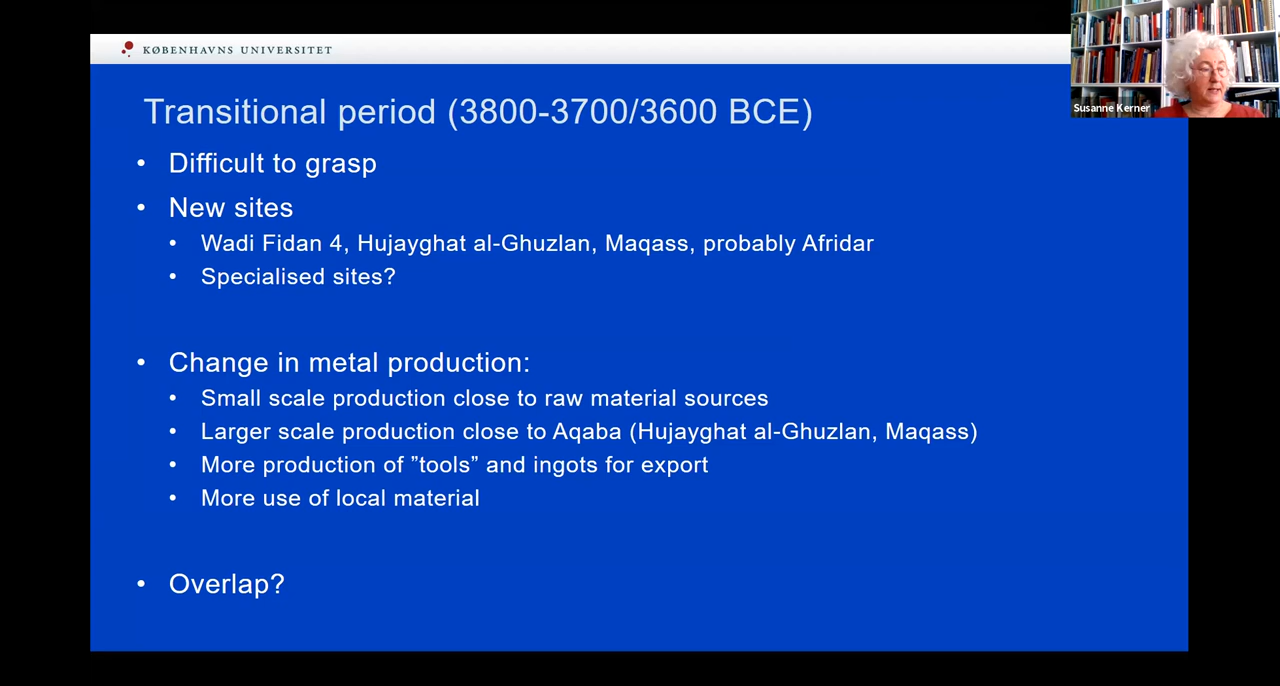 KØBENHAVNS UNIVERSITET
Susanne Kerner
Transitional period (3800-3700/3600 BCE)
• Difficult to grasp
• New sites
• Wadi Fidan 4, Hujayghat al-Ghuzlan, Maqass, probably Afridar
• Specialised sites?
• Change in metal production:
• Small scale production close to raw material sources
• Larger scale production close to Aqaba (Hujayghat al-Ghuzlan, Maqass)
• More production of ”tools” and ingots for export
• More use of local material
• Overlap?